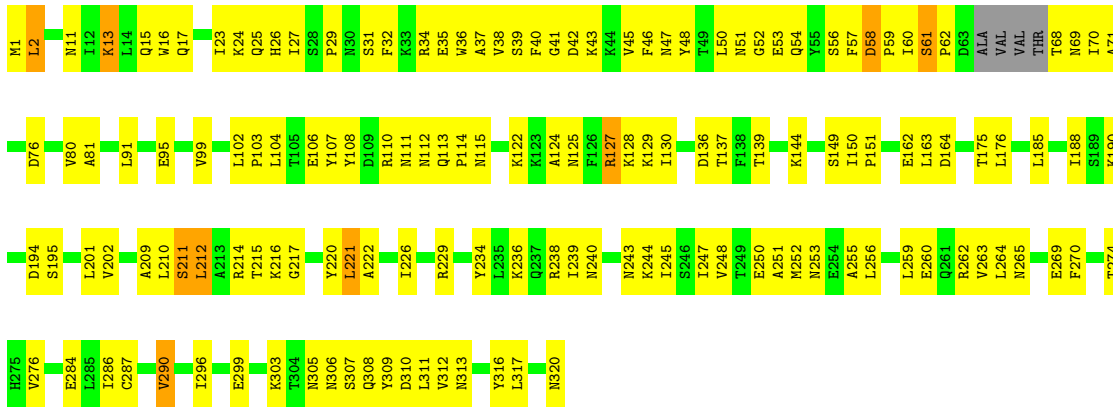 M1 L2 N11 I12 K13 L14 Q15 W16 Q17 I23 K24 Q25 H26 I27 S28 P29 N30 S31 F32 K33 R34 E35 W36 A37 V38 S39 F40 G41 D42 K43 K44 V45 F46 N47 Y48 T49 L50 N51 G52 E53 Q54 Y55 S56 F57 D58 P59 I60 S61 P62 D63 ALA VAL VAL THR T68 N69 I70 A71
D76 V80 A81 L91 E95 V99 L102 P103 L104 T105 E106 Y107 Y108 D109 R110 N111 N112 Q113 P114 N115 K122 K123 A124 N125 F126 R127 K128 K129 I130 D136 T137 F138 T139 K144 S149 I150 P151 E162 L163 D164 T175 L176 L185 I188 S189 K190
D194 S195 L201 V202 A209 L210 S211 L212 A213 R214 T215 K216 G217 Y220 L221 A222 I226 R229 Y234 L235 K236 Q237 R238 I239 N240 N243 K244 I245 S246 I247 V248 T249 E250 A251 M252 N253 E254 A255 L256 L259 E260 Q261 R262 V263 L264 N265 E269 F270 T274
H275 V276 E284 L285 I286 C287 V290 I296 E299 K303 T304 N305 N306 S307 Q308 Y309 D310 L311 V312 N313 Y316 L317 N320